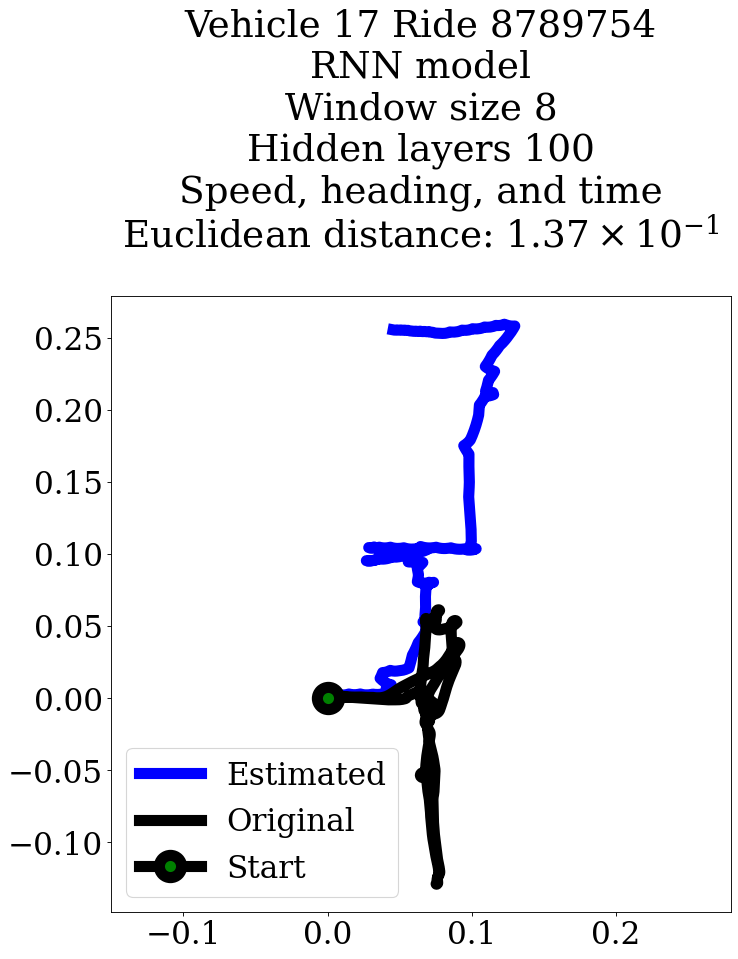 Vehicle 17 Ride 8789754
RNN model
Window size 8
Hidden layers 100
Speed, heading, and time
Euclidean distance: 1.37 × 10⁻¹
0.25
0.20
0.15
0.10
0.05
0.00
−0.05
−0.10
Estimated
Original
Start
−0.1 0.0 0.1 0.2